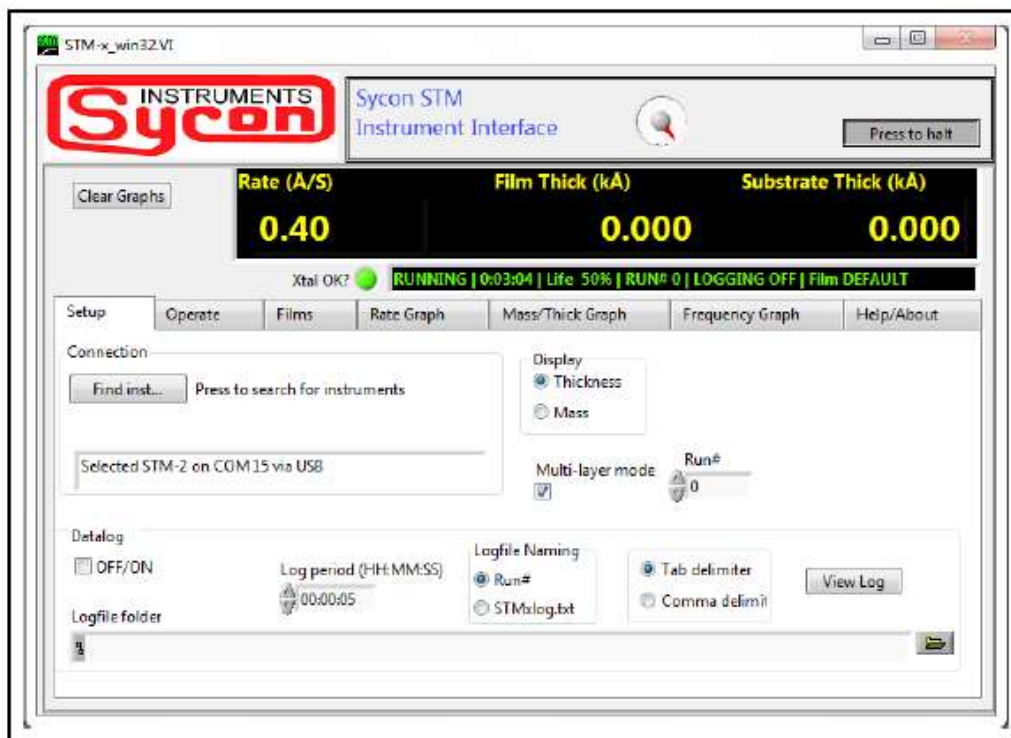 STM-x_win32.VI
INSTRUMENTS
Sycon
Sycon STM
Instrument Interface
Press to halt
Clear Graphs
Rate (Å/S) Film Thick (kÅ) Substrate Thick (kÅ)
0.40 0.000 0.000
Xtal OK? RUNNING | 0:03:04 | Life 50% | RUN# 0 | LOGGING OFF | Film DEFAULT
Setup Operate Films Rate Graph Mass/Thick Graph Frequency Graph Help/About
Connection
Find inst... Press to search for instruments
Selected STM-2 on COM15 via USB
Display
Thickness
Mass
Multi-layer mode
Run#
0
Datalog
OFF/ON
Log period (HH:MM:SS)
00:00:05
Logfile Naming
Run#
STMxlog.txt
Tab delimiter
Comma delimit
View Log
Logfile folder